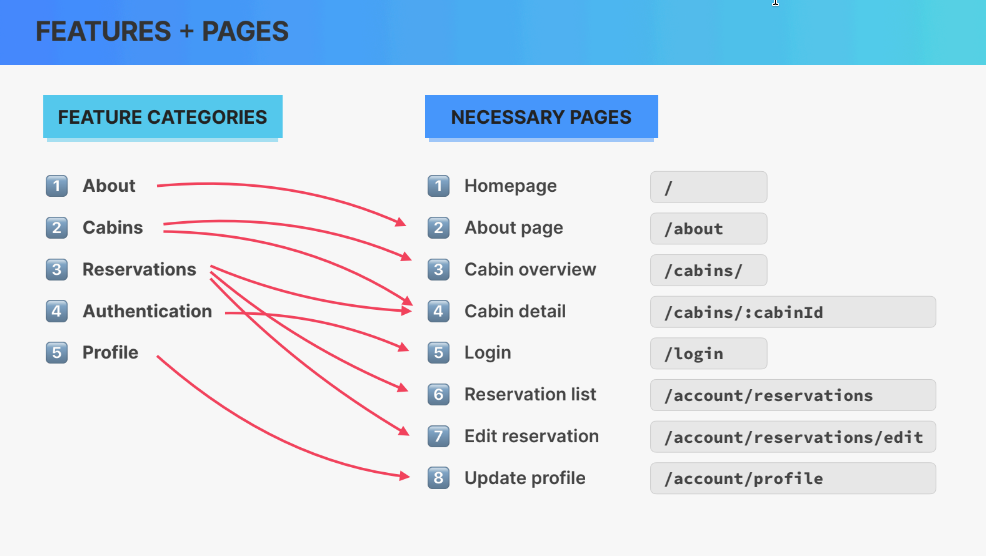 FEATURES + PAGES
FEATURE CATEGORIES
1 About
2 Cabins
3 Reservations
4 Authentication
5 Profile
NECESSARY PAGES
1 Homepage /
2 About page /about
3 Cabin overview /cabins/
4 Cabin detail /cabins/:cabinId
5 Login /login
6 Reservation list /account/reservations
7 Edit reservation /account/reservations/edit
8 Update profile /account/profile